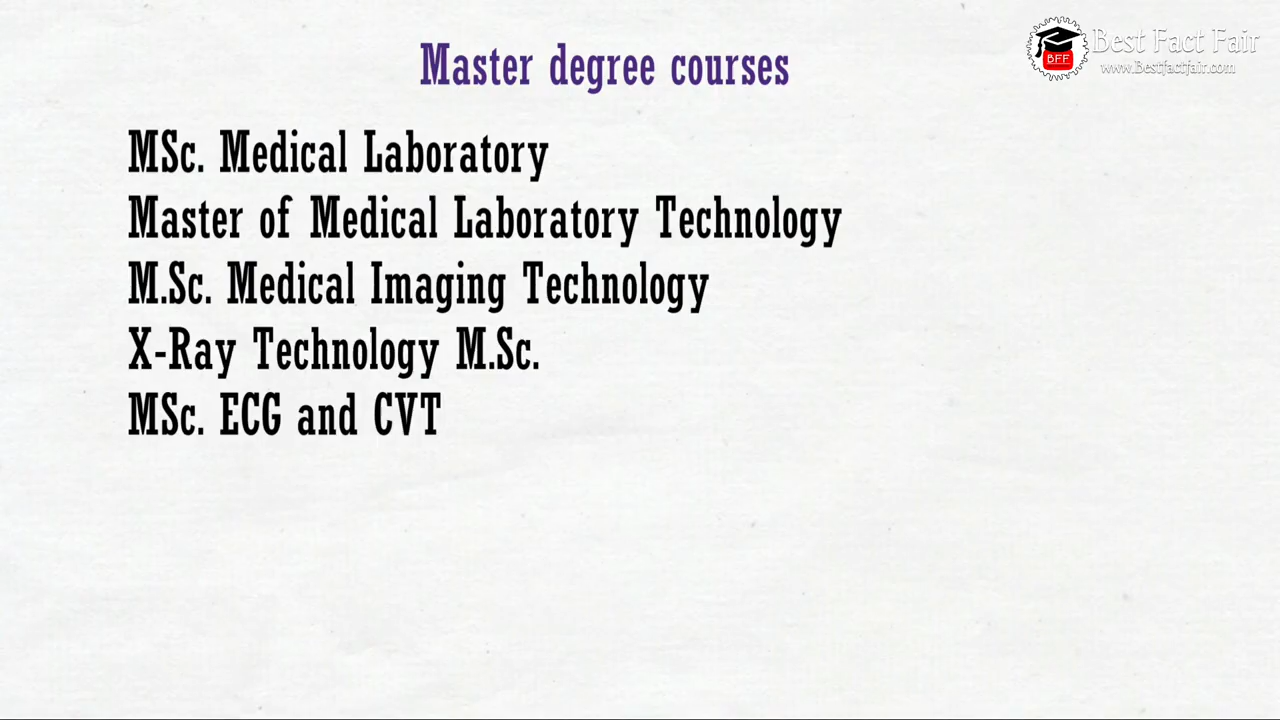 Master degree courses
Best Fact Fair
BFF
www.Bestfactfair.com
MSc. Medical Laboratory
Master of Medical Laboratory Technology
M.Sc. Medical Imaging Technology
X-Ray Technology M.Sc.
MSc. ECG and CVT